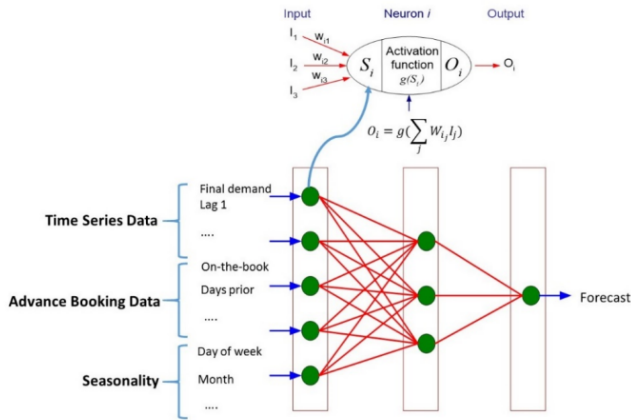 Input Neuron i Output
I1 wi1
I2 wi2
I3 wi3
Si
Activation
function
g(Si)
Oi
Oi
Oi = g(∑j Wij Ij)
Time Series Data
Final demand
Lag 1
....
Advance Booking Data
On-the-book
Days prior
....
Seasonality
Day of week
Month
....
Forecast